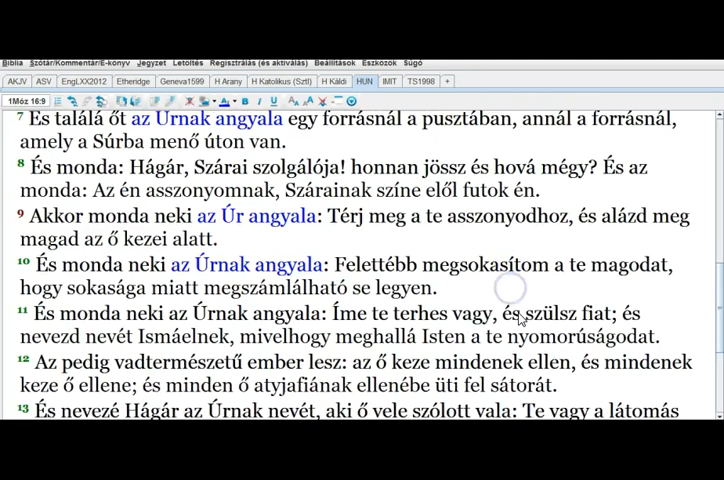 Biblia Szótár/Kommentár/E-könyv Jegyzet Letöltés Regisztrálás (és aktiválás) Beállítások Eszközök Súgó
AKJV ASV EngLXX2012 Etheridge Geneva1599 H Arany H Katolikus (Sztl) H Káldi HUN IMIT TS1998 +
1Móz 16:9 B I U
7 És találá őt az Úrnak angyala egy forrásnál a pusztában, annál a forrásnál,
amely a Súrba menő úton van.
8 És monda: Hágár, Szárai szolgálója! honnan jössz és hová mégy? És az
monda: Az én asszonyomnak, Szárainak színe elől futok én.
9 Akkor monda neki az Úr angyala: Térj meg a te asszonyodhoz, és alázd meg
magad az ő kezei alatt.
10 És monda neki az Úrnak angyala: Felettébb megsokasítom a te magodat,
hogy sokasága miatt megszámlálható se legyen.
11 És monda neki az Úrnak angyala: Íme te terhes vagy, és szülsz fiat; és
nevezd nevét Ismáelnek, mivelhogy meghallá Isten a te nyomorúságodat.
12 Az pedig vadtermészetű ember lesz: az ő keze mindenek ellen, és mindenek
keze ő ellene; és minden ő atyjafiának ellenébe üti fel sátorát.
13 És nevezé Hágár az Úrnak nevét, aki ő vele szólott vala: Te vagy a látomás